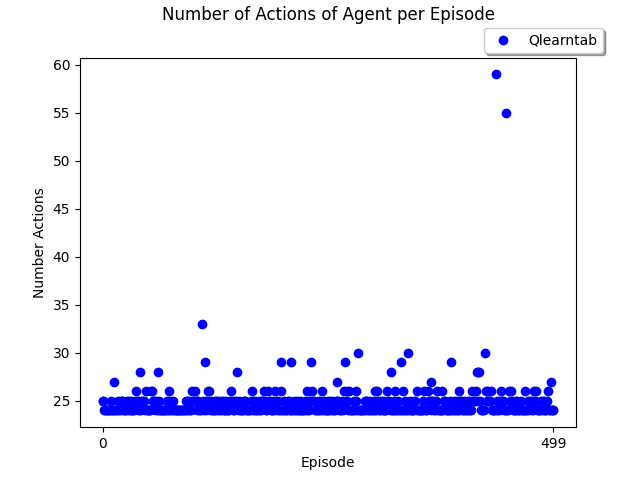 Number of Actions of Agent per Episode
Qlearntab
60
55
50
45
40
35
30
25
Number Actions
0
499
Episode